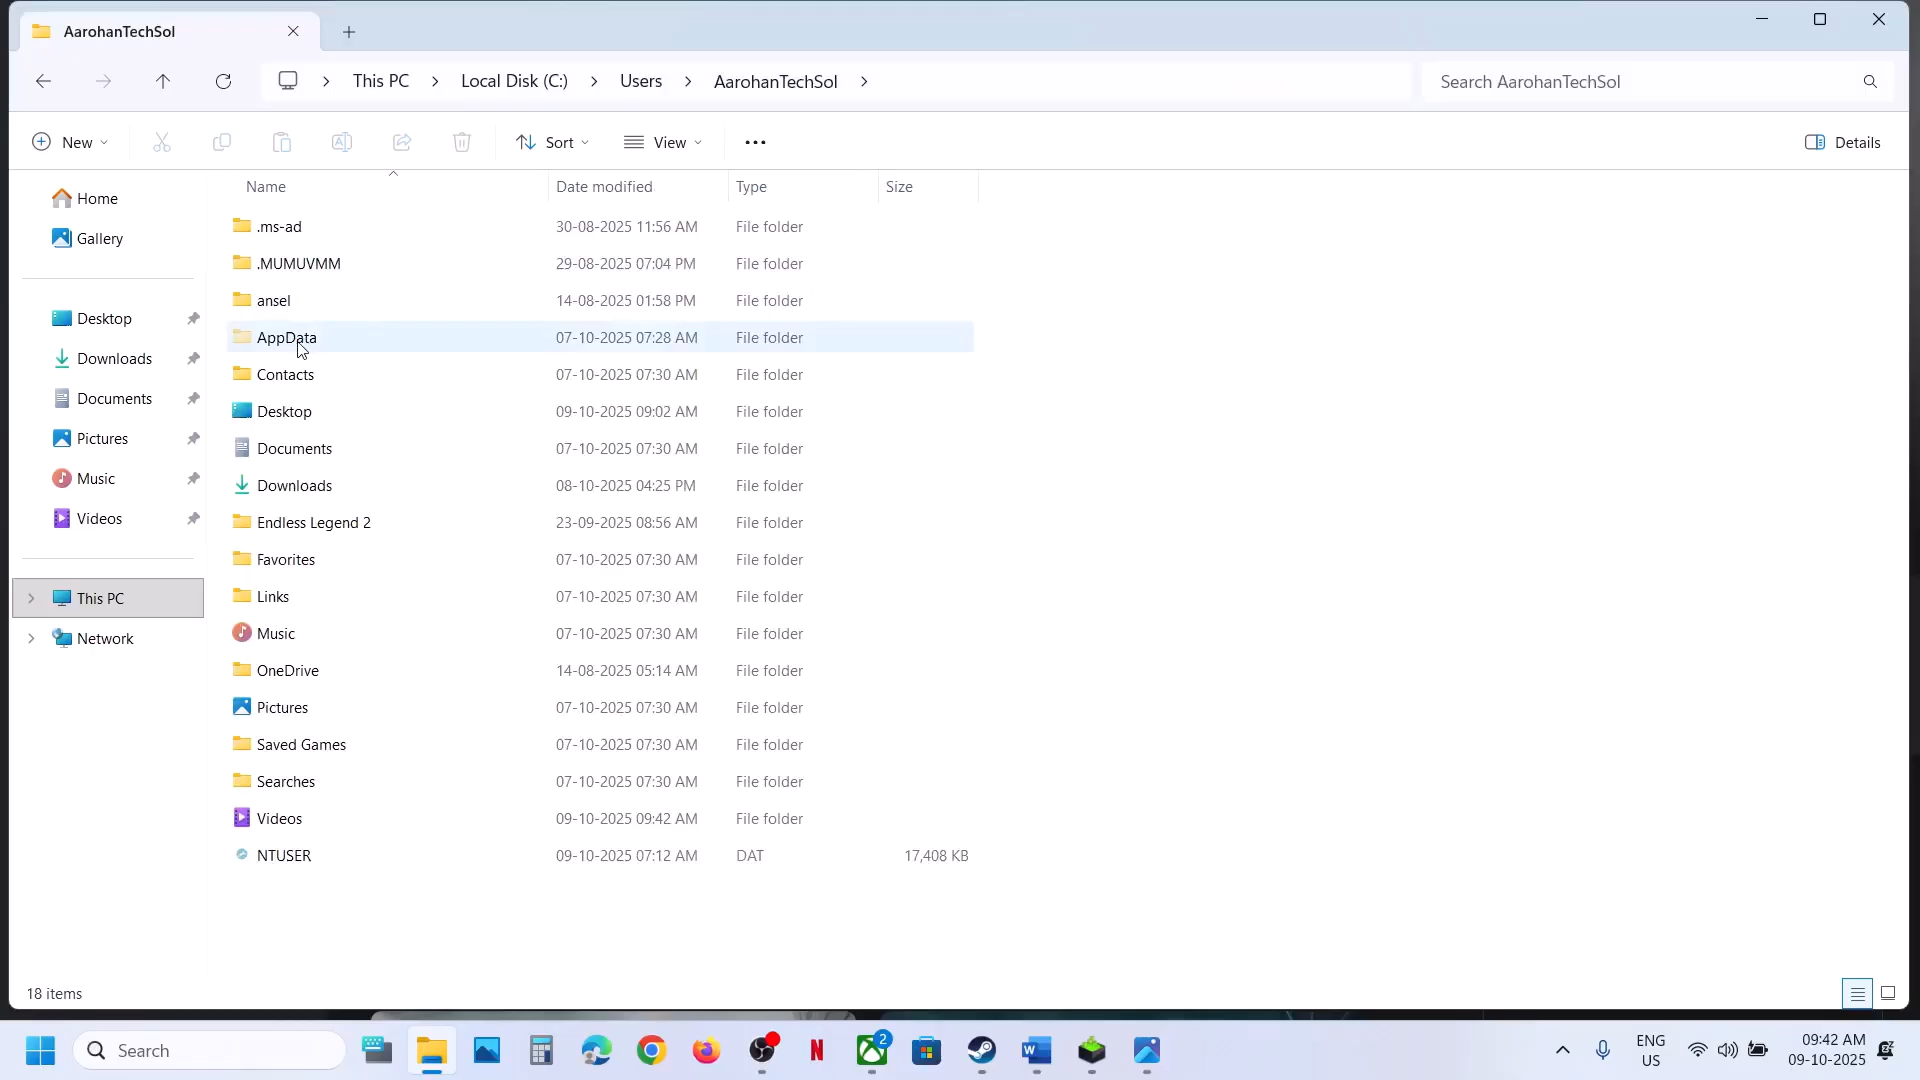 AarohanTechSol
This PC
Local Disk (C:)
Users
AarohanTechSol
Search AarohanTechSol
New
Sort
View
Details
Name
Date modified
Type
Size
Home
Gallery
Desktop
Downloads
Documents
Pictures
Music
Videos
This PC
Network
.ms-ad 30-08-2025 11:56 AM File folder
.MUMUVMM 29-08-2025 07:04 PM File folder
ansel 14-08-2025 01:58 PM File folder
AppData 07-10-2025 07:28 AM File folder
Contacts 07-10-2025 07:30 AM File folder
Desktop 09-10-2025 09:02 AM File folder
Documents 07-10-2025 07:30 AM File folder
Downloads 08-10-2025 04:25 PM File folder
Endless Legend 2 23-09-2025 08:56 AM File folder
Favorites 07-10-2025 07:30 AM File folder
Links 07-10-2025 07:30 AM File folder
Music 07-10-2025 07:30 AM File folder
OneDrive 14-08-2025 05:14 AM File folder
Pictures 07-10-2025 07:30 AM File folder
Saved Games 07-10-2025 07:30 AM File folder
Searches 07-10-2025 07:30 AM File folder
Videos 09-10-2025 09:42 AM File folder
NTUSER 09-10-2025 07:12 AM DAT 17,408 KB
18 items
Search
2
ENG
US
09:42 AM
09-10-2025